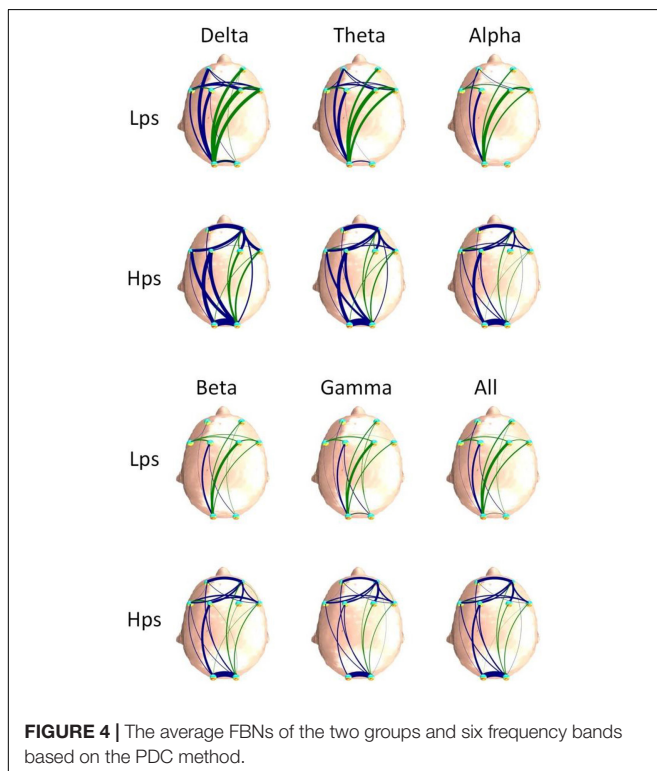 Delta Theta Alpha
Lps
Hps
Beta Gamma All
Lps
Hps
FIGURE 4 | The average FBNs of the two groups and six frequency bands
based on the PDC method.